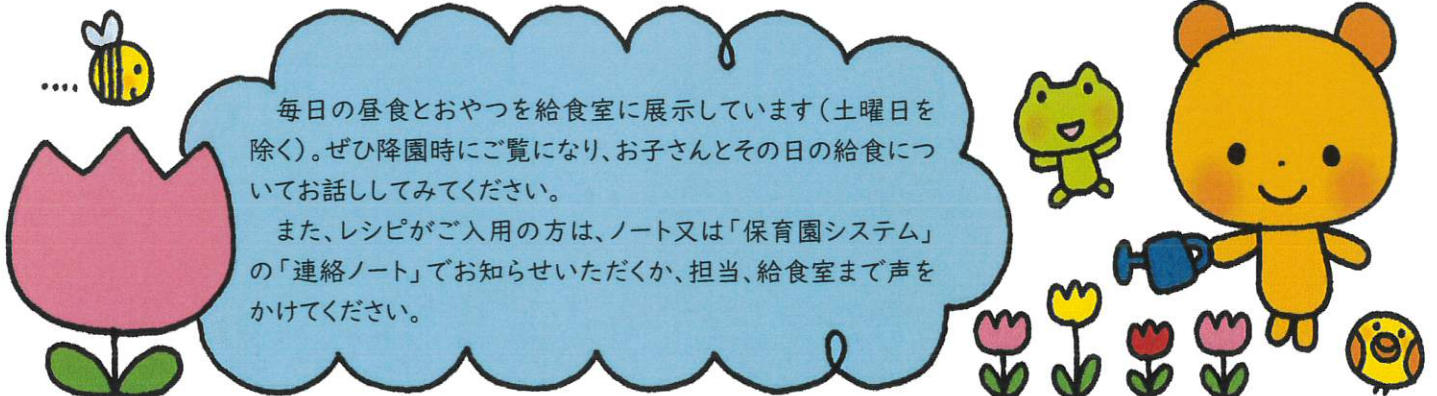 毎日の昼食とおやつを給食室に展示しています(土曜日を
除く)。ぜひ降園時にご覧になり、お子さんとその日の給食につ
いてお話ししてみてください。
　また、レシピがご入用の方は、ノート又は「保育園システム」
の「連絡ノート」でお知らせいただくか、担当、給食室まで声を
かけてください。